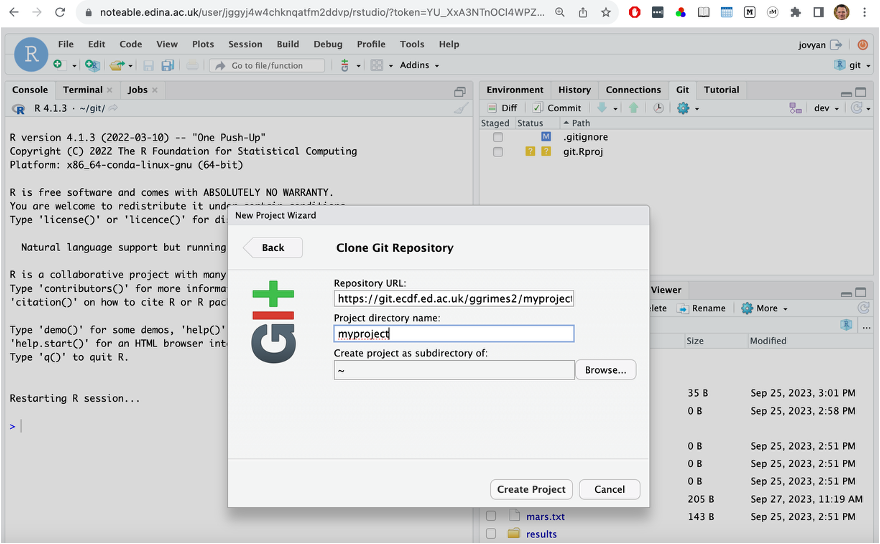 noteable.edina.ac.uk/user/jggyj4w4chknqatfm2ddvp/rstudio/?token=YU_XxA3NTnOCl4WPZ...
File Edit Code View Plots Session Build Debug Profile Tools Help
jovyan
Go to file/function
Addins
git
Console Terminal Jobs
R 4.1.3 · ~/git/
R version 4.1.3 (2022-03-10) -- "One Push-Up"
Copyright (C) 2022 The R Foundation for Statistical Computing
Platform: x86_64-conda-linux-gnu (64-bit)
R is free software and comes with ABSOLUTELY NO WARRANTY.
You are welcome to redistribute it under certain conditions
Type 'license()' or 'licence()' for di
Natural language support but running
R is a collaborative project with many
Type 'contributors()' for more informa
'citation()' on how to cite R or R pac
Type 'demo()' for some demos, 'help()'
'help.start()' for an HTML browser int
Type 'q()' to quit R.
Restarting R session...
>
Environment History Connections Git Tutorial
Diff Commit dev
Staged Status Path
M .gitignore
? ? git.Rproj
New Project Wizard
Back
Clone Git Repository
git
Repository URL:
https://git.ecdf.ed.ac.uk/ggrimes2/myproject
Project directory name:
myproject
Create project as subdirectory of:
~
Browse...
Create Project Cancel
Viewer
elete Rename More
Size Modified
35 B Sep 25, 2023, 3:01 PM
0 B Sep 25, 2023, 2:58 PM
0 B Sep 25, 2023, 2:51 PM
0 B Sep 25, 2023, 2:51 PM
0 B Sep 25, 2023, 2:51 PM
205 B Sep 27, 2023, 11:19 AM
mars.txt 143 B Sep 25, 2023, 2:51 PM
results